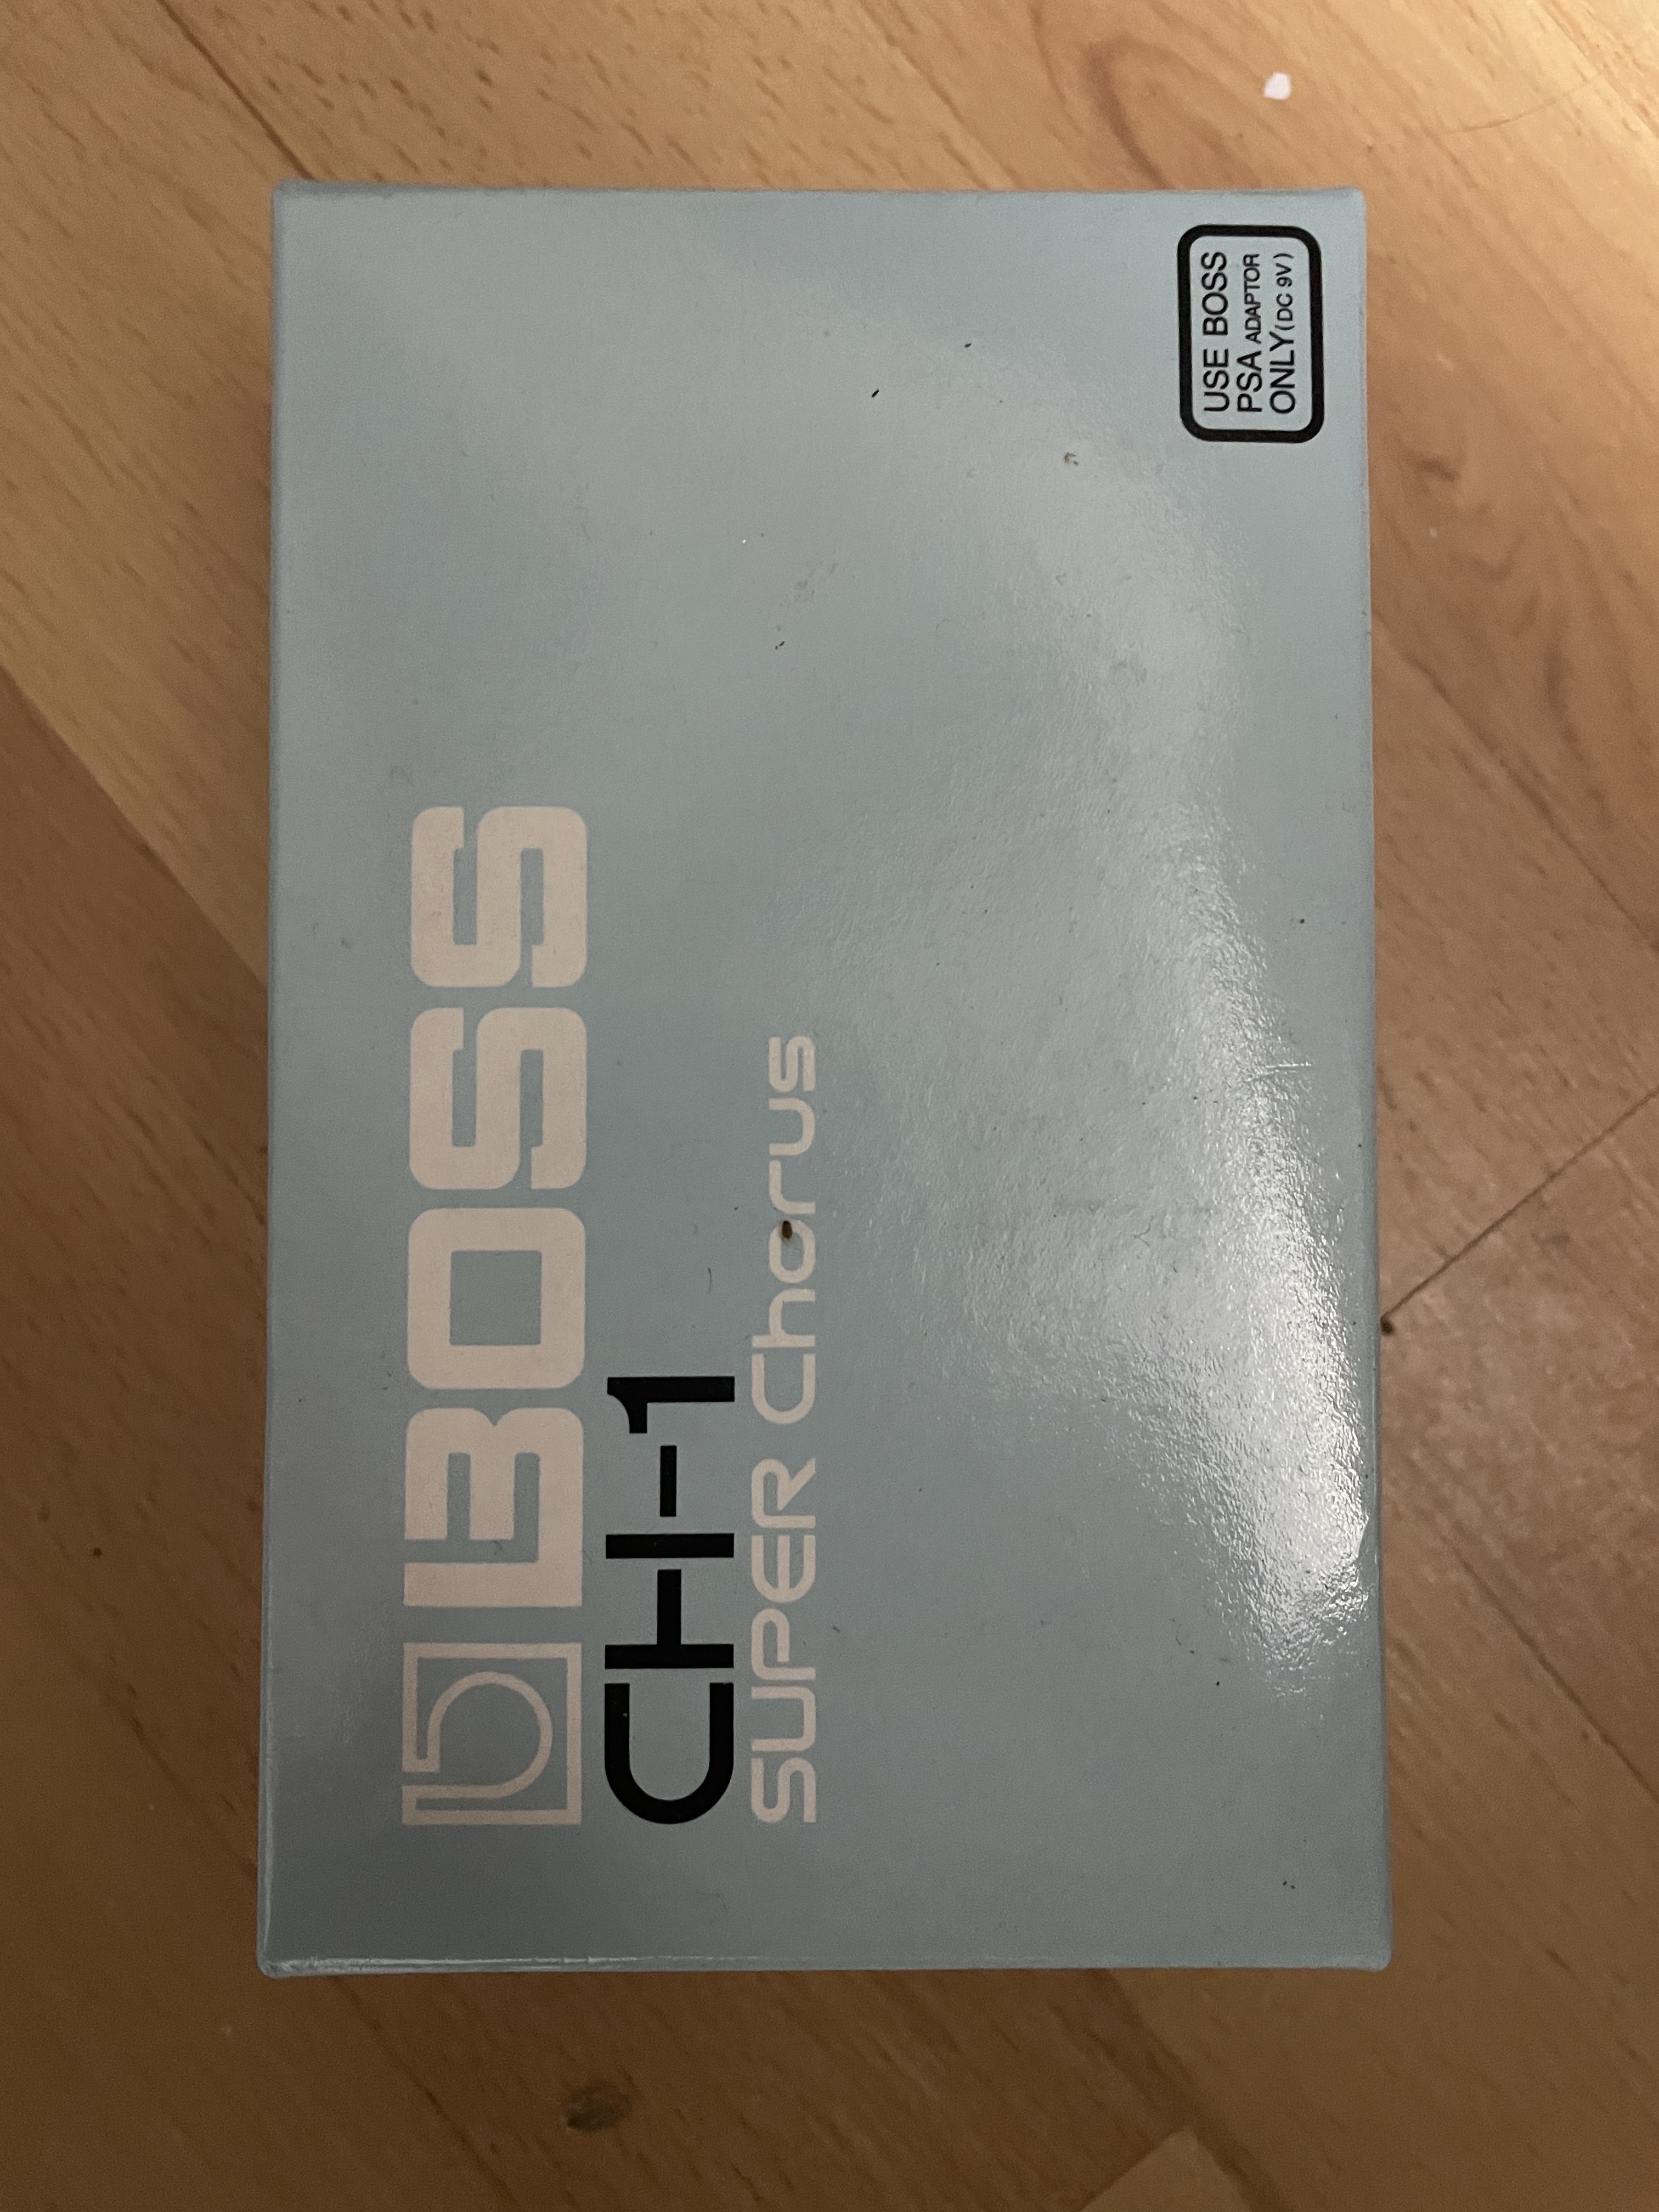 BOSS
CH-1
SUPER Chorus
USE BOSS
PSA ADAPTOR
ONLY (DC 9V)